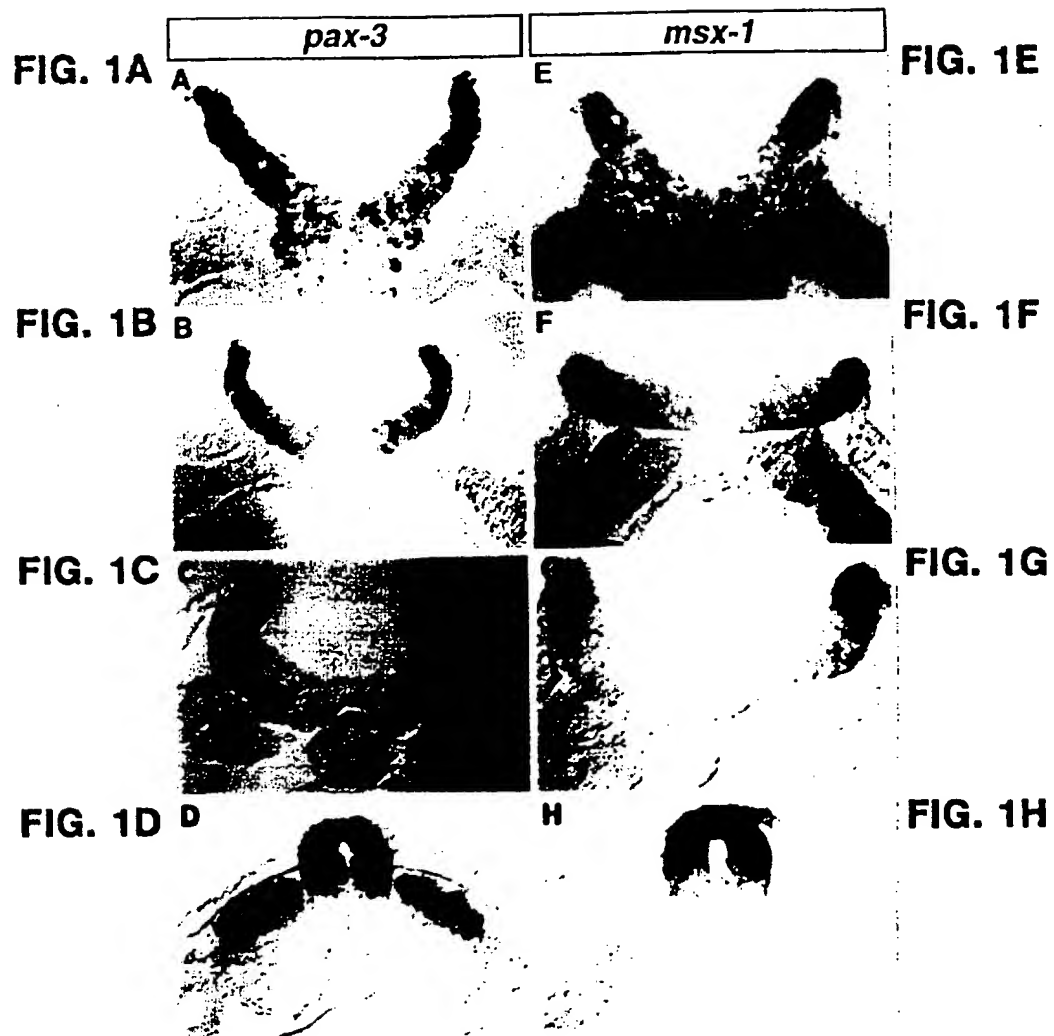 pax-3
msx-1
FIG. 1A
A
E
FIG. 1E
FIG. 1B
B
F
FIG. 1F
FIG. 1C
C
G
FIG. 1G
FIG. 1D
D
H
FIG. 1H